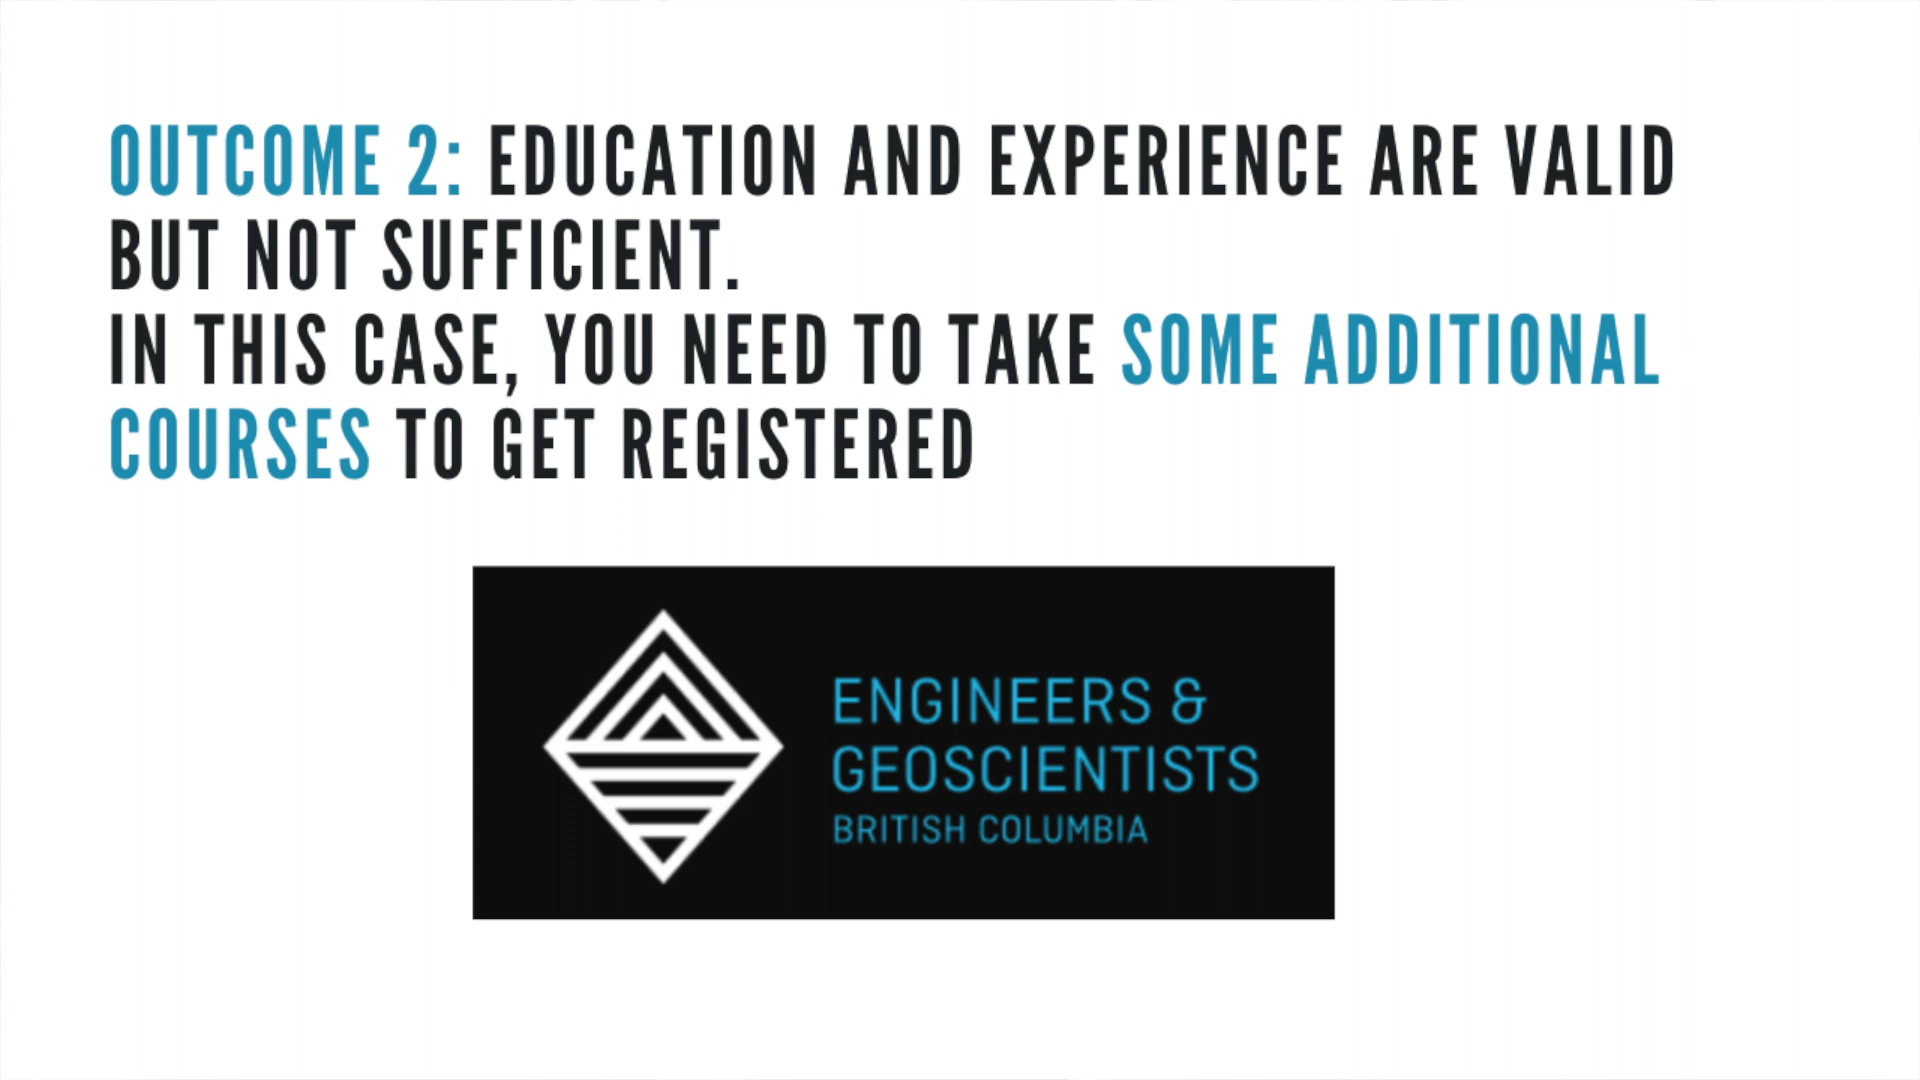 OUTCOME 2: EDUCATION AND EXPERIENCE ARE VALID
BUT NOT SUFFICIENT.
IN THIS CASE, YOU NEED TO TAKE SOME ADDITIONAL
COURSES TO GET REGISTERED
ENGINEERS &
GEOSCIENTISTS
BRITISH COLUMBIA